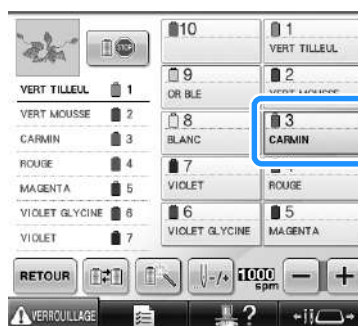 VERT TILLEUL 1
VERT MOUSSE 2
CARMIN 3
ROUGE 4
MAGENTA 5
VIOLET GLYCINE 6
VIOLET 7
10
1
VERT TILLEUL
9
OR BLE
2
VERT MOUSSE
8
BLANC
3
CARMIN
7
VIOLET
ROUGE
6
VIOLET GLYCINE
5
MAGENTA
RETOUR
-/+
1000
spm
- +
VERROUILLAGE
?